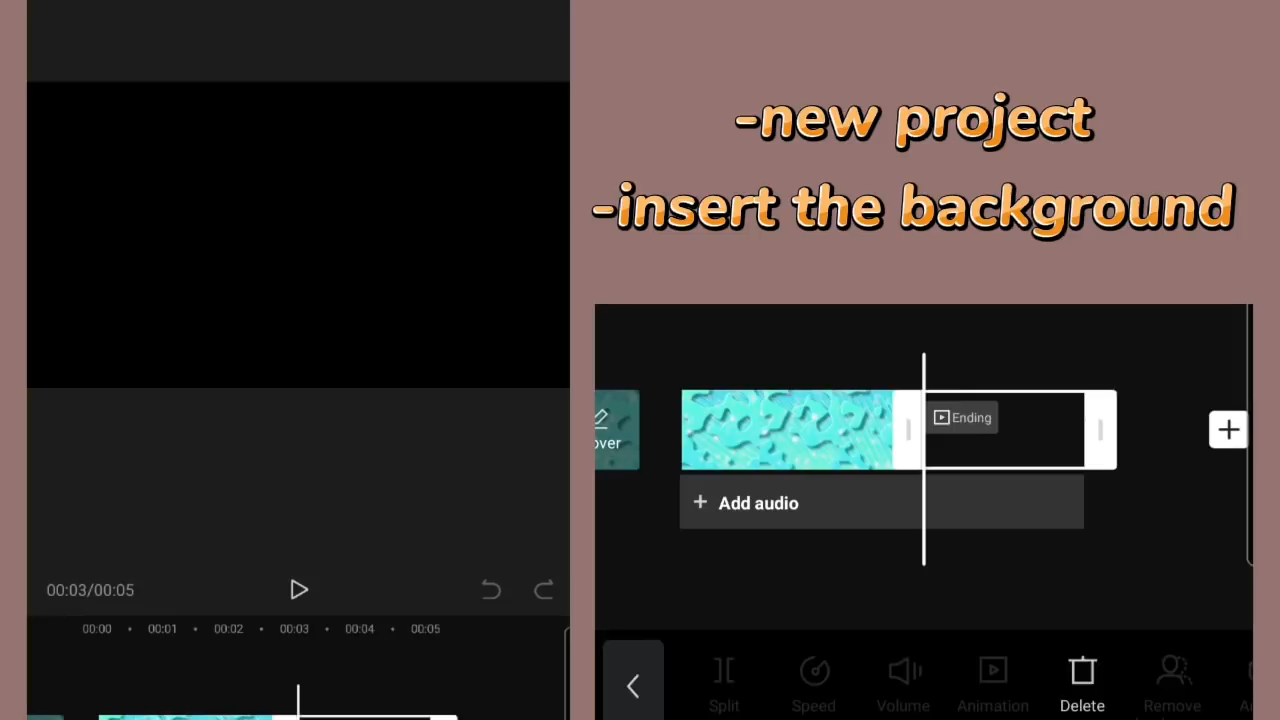 -new project
-insert the background
over
Ending
+ Add audio
00:03/00:05
00:00 • 00:01 • 00:02 • 00:03 • 00:04 • 00:05
Split Speed Volume Animation Delete Remove